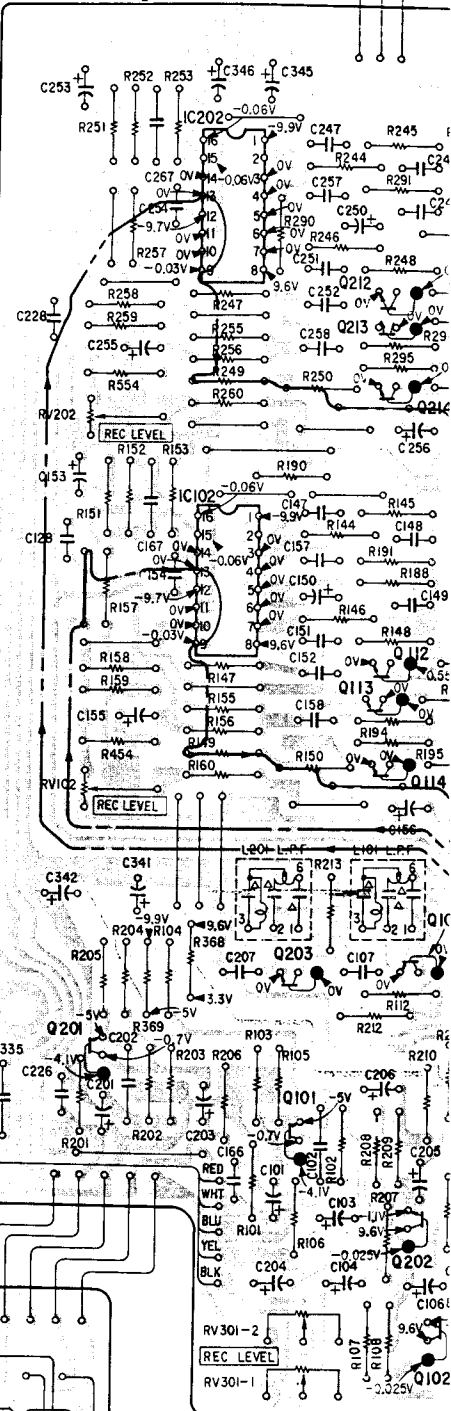 C253 R252 R253 C346 C345
R251
IC202 -0.06V
-9.9V C247 R245
16 1
15 2 R244
C267 14 -0.06V 3 0V C257 R291
0V 13 4 0V
C254 12 5 0V C250
-9.7V 0V 11 6 0V R290 R246
R257 0V 10 7 0V C251 R248
-0.03V 9 8 9.6V Q212
R258 R247 C252 0V
C228 R259 R255 C258 Q213 0V
C255 R256 R295
R554 R249 R250 0V
R260
RV202
REC LEVEL C256
R152 R153 R190
R151 IC102 -0.06V
C147 R145
16 1 -9.9V R144 C148
C128 15 2
C167 0V 14 -0.06V 3 0V C157 R191
13 4 0V R188
-9.7V 12 5 0V C150 C149
R157 0V 11 6 0V R146
0V 10 7 0V C151 R148
-0.03V 9 8 9.6V Q112
R158 R147 C152 0V
R159 R155 Q113 0V
C155 R156 C158
R454 R149 R194
R160 R150 0V R195
RV102 Q114
REC LEVEL C156
L201 L.P.F L101 L.P.F
C342 C341 6 R213 6
-9.9V 3 2 1 3 2 1
R204 R104 9.6V
R205 R368 C207 Q203 C107
0V 0V 0V
3.3V R112
-5V R369 -5V R212
Q201 C202 -0.7V R103 R210
-4.1V R203 R206 R105
C226 C201 Q101 C206
-5V
R201 R202 C203 -0.7V C102 R102 R208 R209 C205
C166 C101 -4.1V
RED
WHT R207
BLU R101 C103 -1.1V
YEL R106 9.6V
BLK -0.025V
C204 C104 Q202
C106
RV301-2 9.6V
REC LEVEL R107 R108
RV301-1 -0.025V Q102